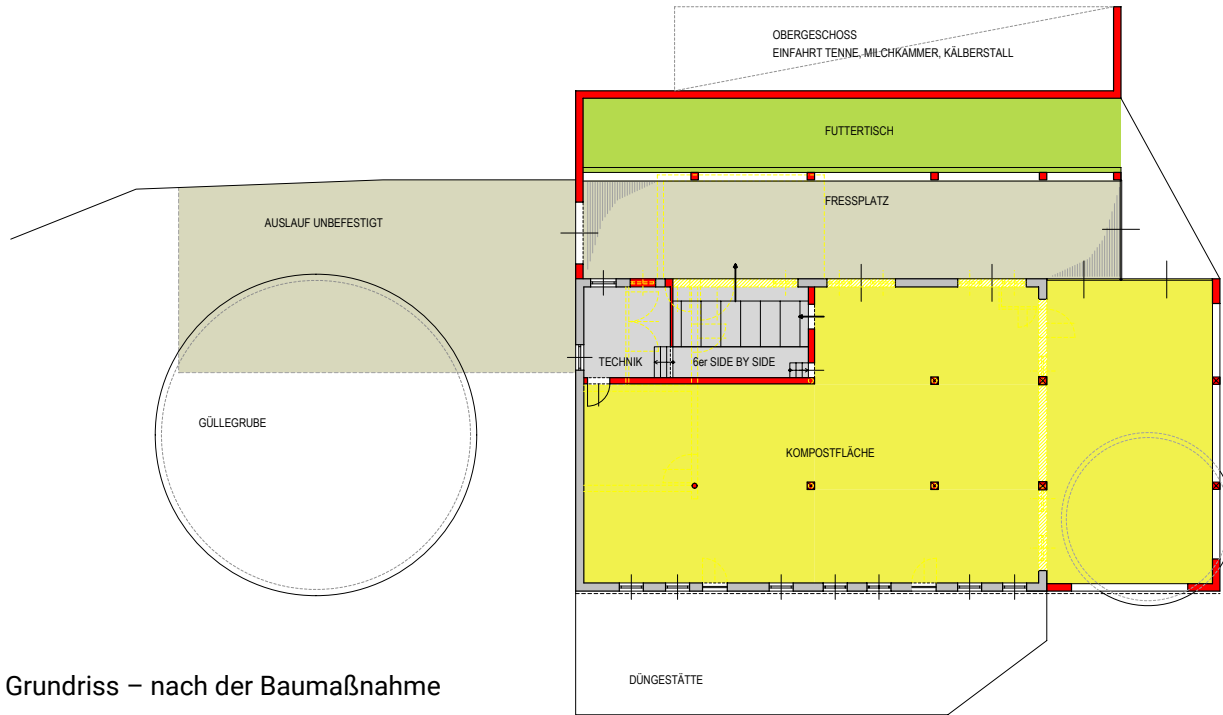 OBERGESCHOSS
EINFAHRT TENNE, MILCHKAMMER, KÄLBERSTALL
FUTTERTISCH
FRESSPLATZ
AUSLAUF UNBEFESTIGT
TECHNIK
6er SIDE BY SIDE
GÜLLEGRUBE
KOMPOSTFLÄCHE
DÜNGESTÄTTE
Grundriss – nach der Baumaßnahme